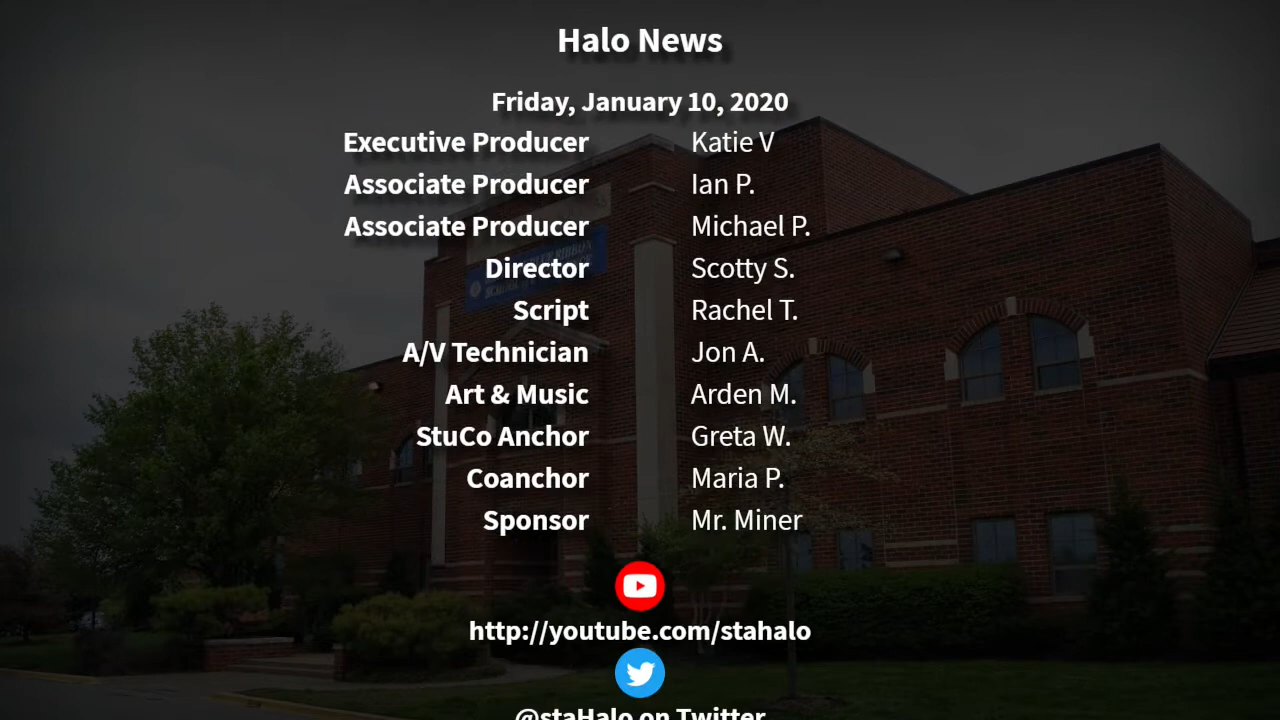 Halo News
Friday, January 10, 2020
Executive Producer Katie V
Associate Producer Ian P.
Associate Producer Michael P.
Director Scotty S.
Script Rachel T.
A/V Technician Jon A.
Art & Music Arden M.
StuCo Anchor Greta W.
Coanchor Maria P.
Sponsor Mr. Miner
http://youtube.com/stahalo
@staHalo on Twitter